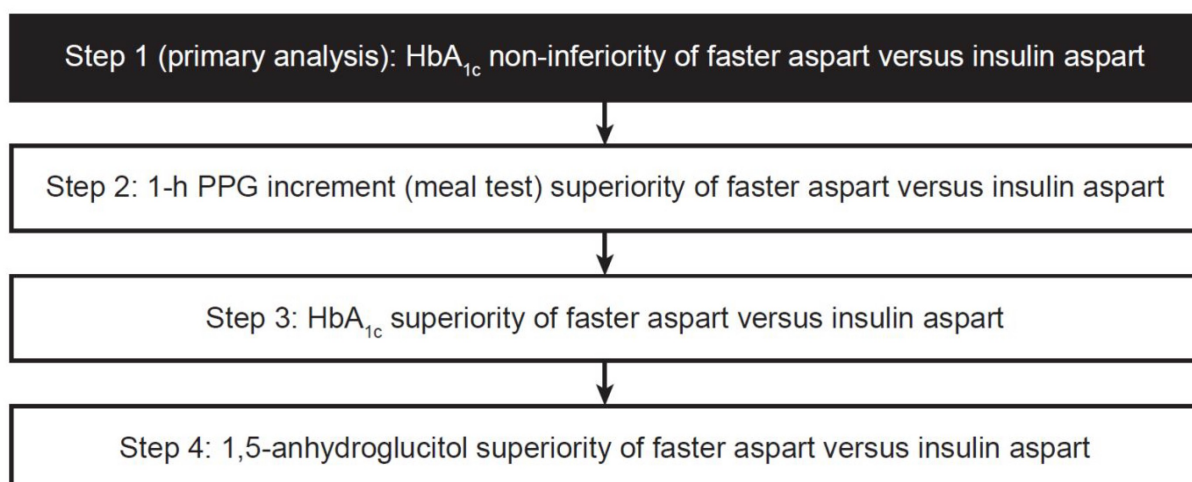 Step 1 (primary analysis): HbA1c non-inferiority of faster aspart versus insulin aspart
Step 2: 1-h PPG increment (meal test) superiority of faster aspart versus insulin aspart
Step 3: HbA1c superiority of faster aspart versus insulin aspart
Step 4: 1,5-anhydroglucitol superiority of faster aspart versus insulin aspart